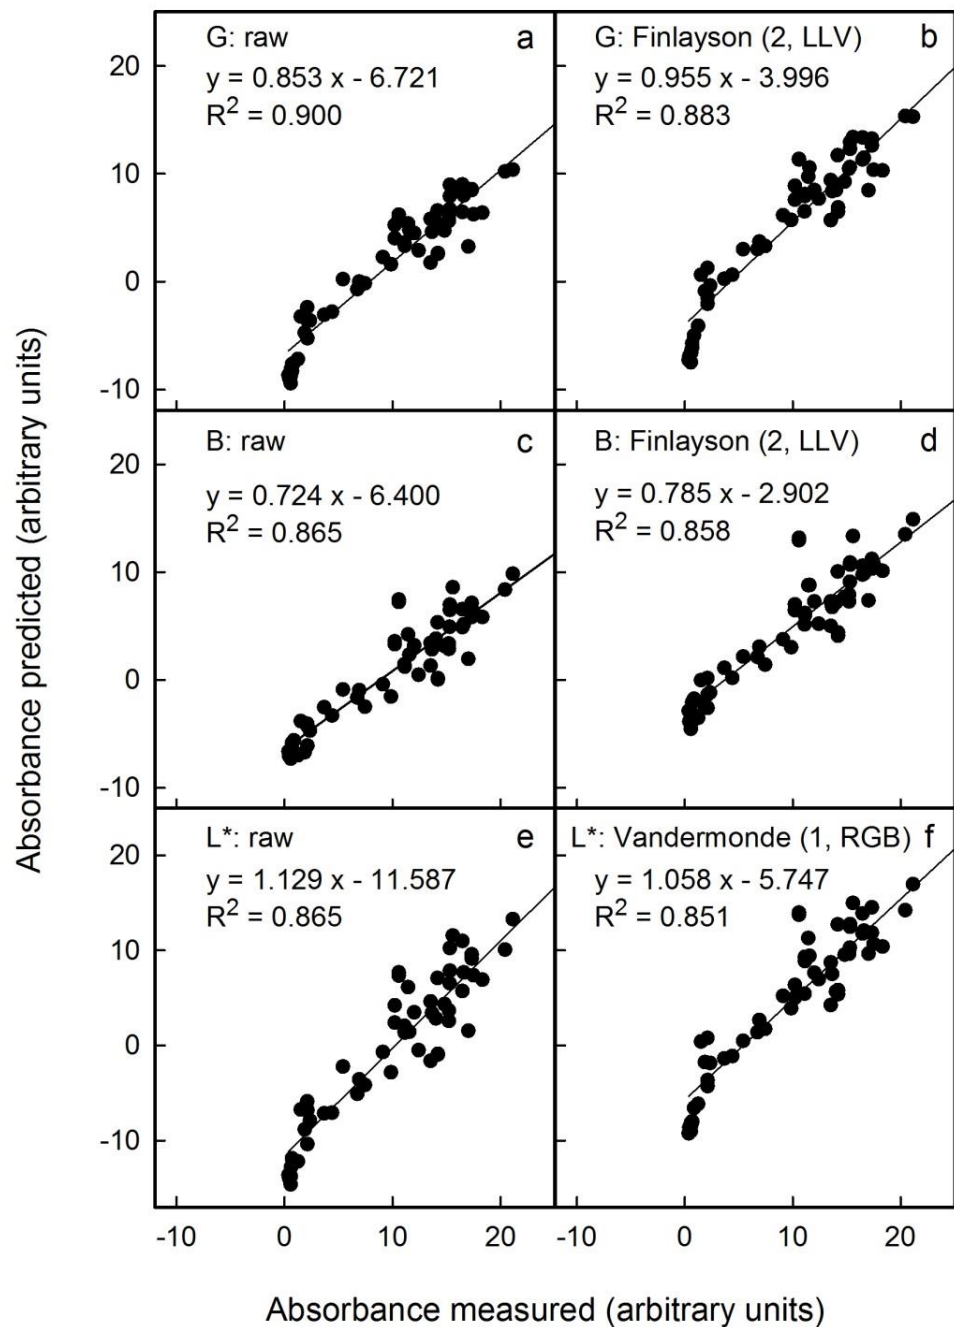 G: raw a
y = 0.853 x - 6.721
R² = 0.900
G: Finlayson (2, LLV) b
y = 0.955 x - 3.996
R² = 0.883
20
10
0
-10
B: raw c
y = 0.724 x - 6.400
R² = 0.865
B: Finlayson (2, LLV) d
y = 0.785 x - 2.902
R² = 0.858
20
10
0
-10
L*: raw e
y = 1.129 x - 11.587
R² = 0.865
L*: Vandermonde (1, RGB) f
y = 1.058 x - 5.747
R² = 0.851
20
10
0
-10
-10 0 10 20 -10 0 10 20
Absorbance predicted (arbitrary units)
Absorbance measured (arbitrary units)